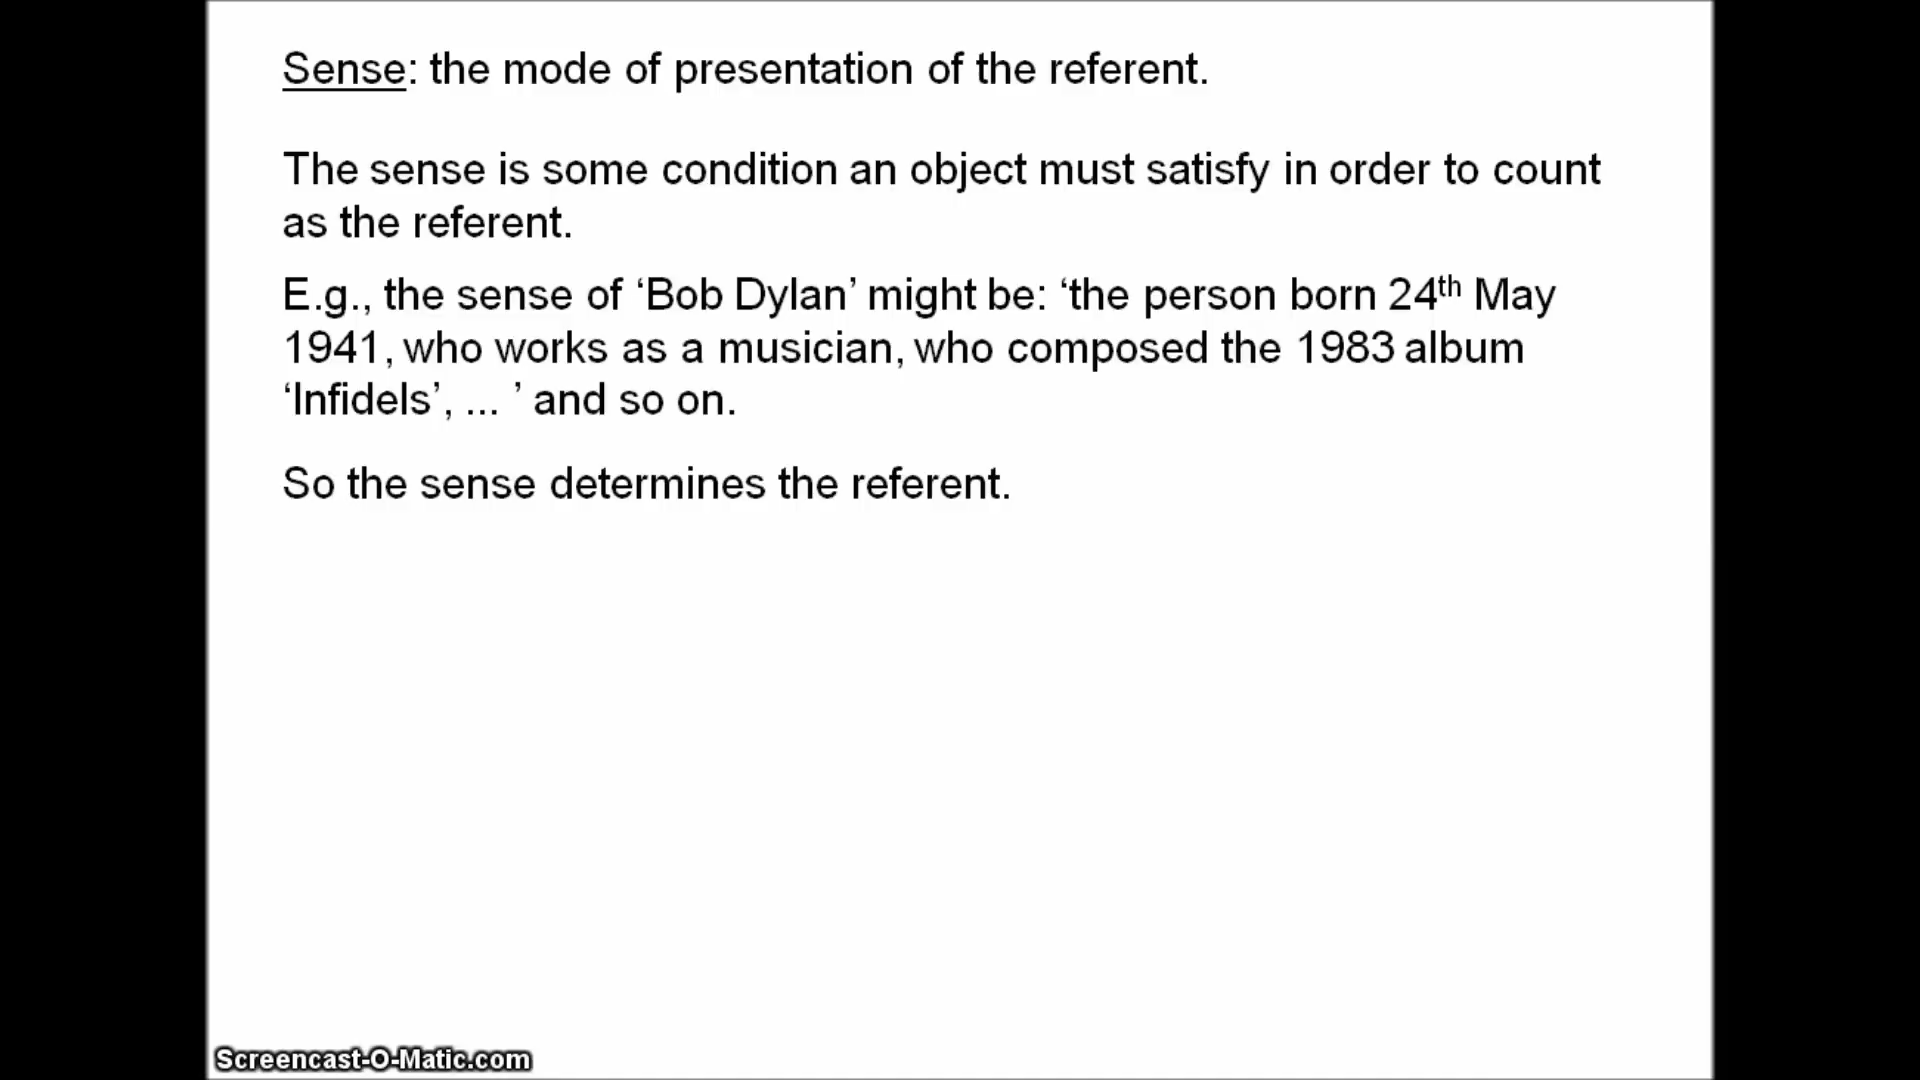 Sense: the mode of presentation of the referent.
The sense is some condition an object must satisfy in order to count
as the referent.
E.g., the sense of ‘Bob Dylan’ might be: ‘the person born 24th May
1941, who works as a musician, who composed the 1983 album
‘Infidels’, ... ’ and so on.
So the sense determines the referent.
Screencast-O-Matic.com